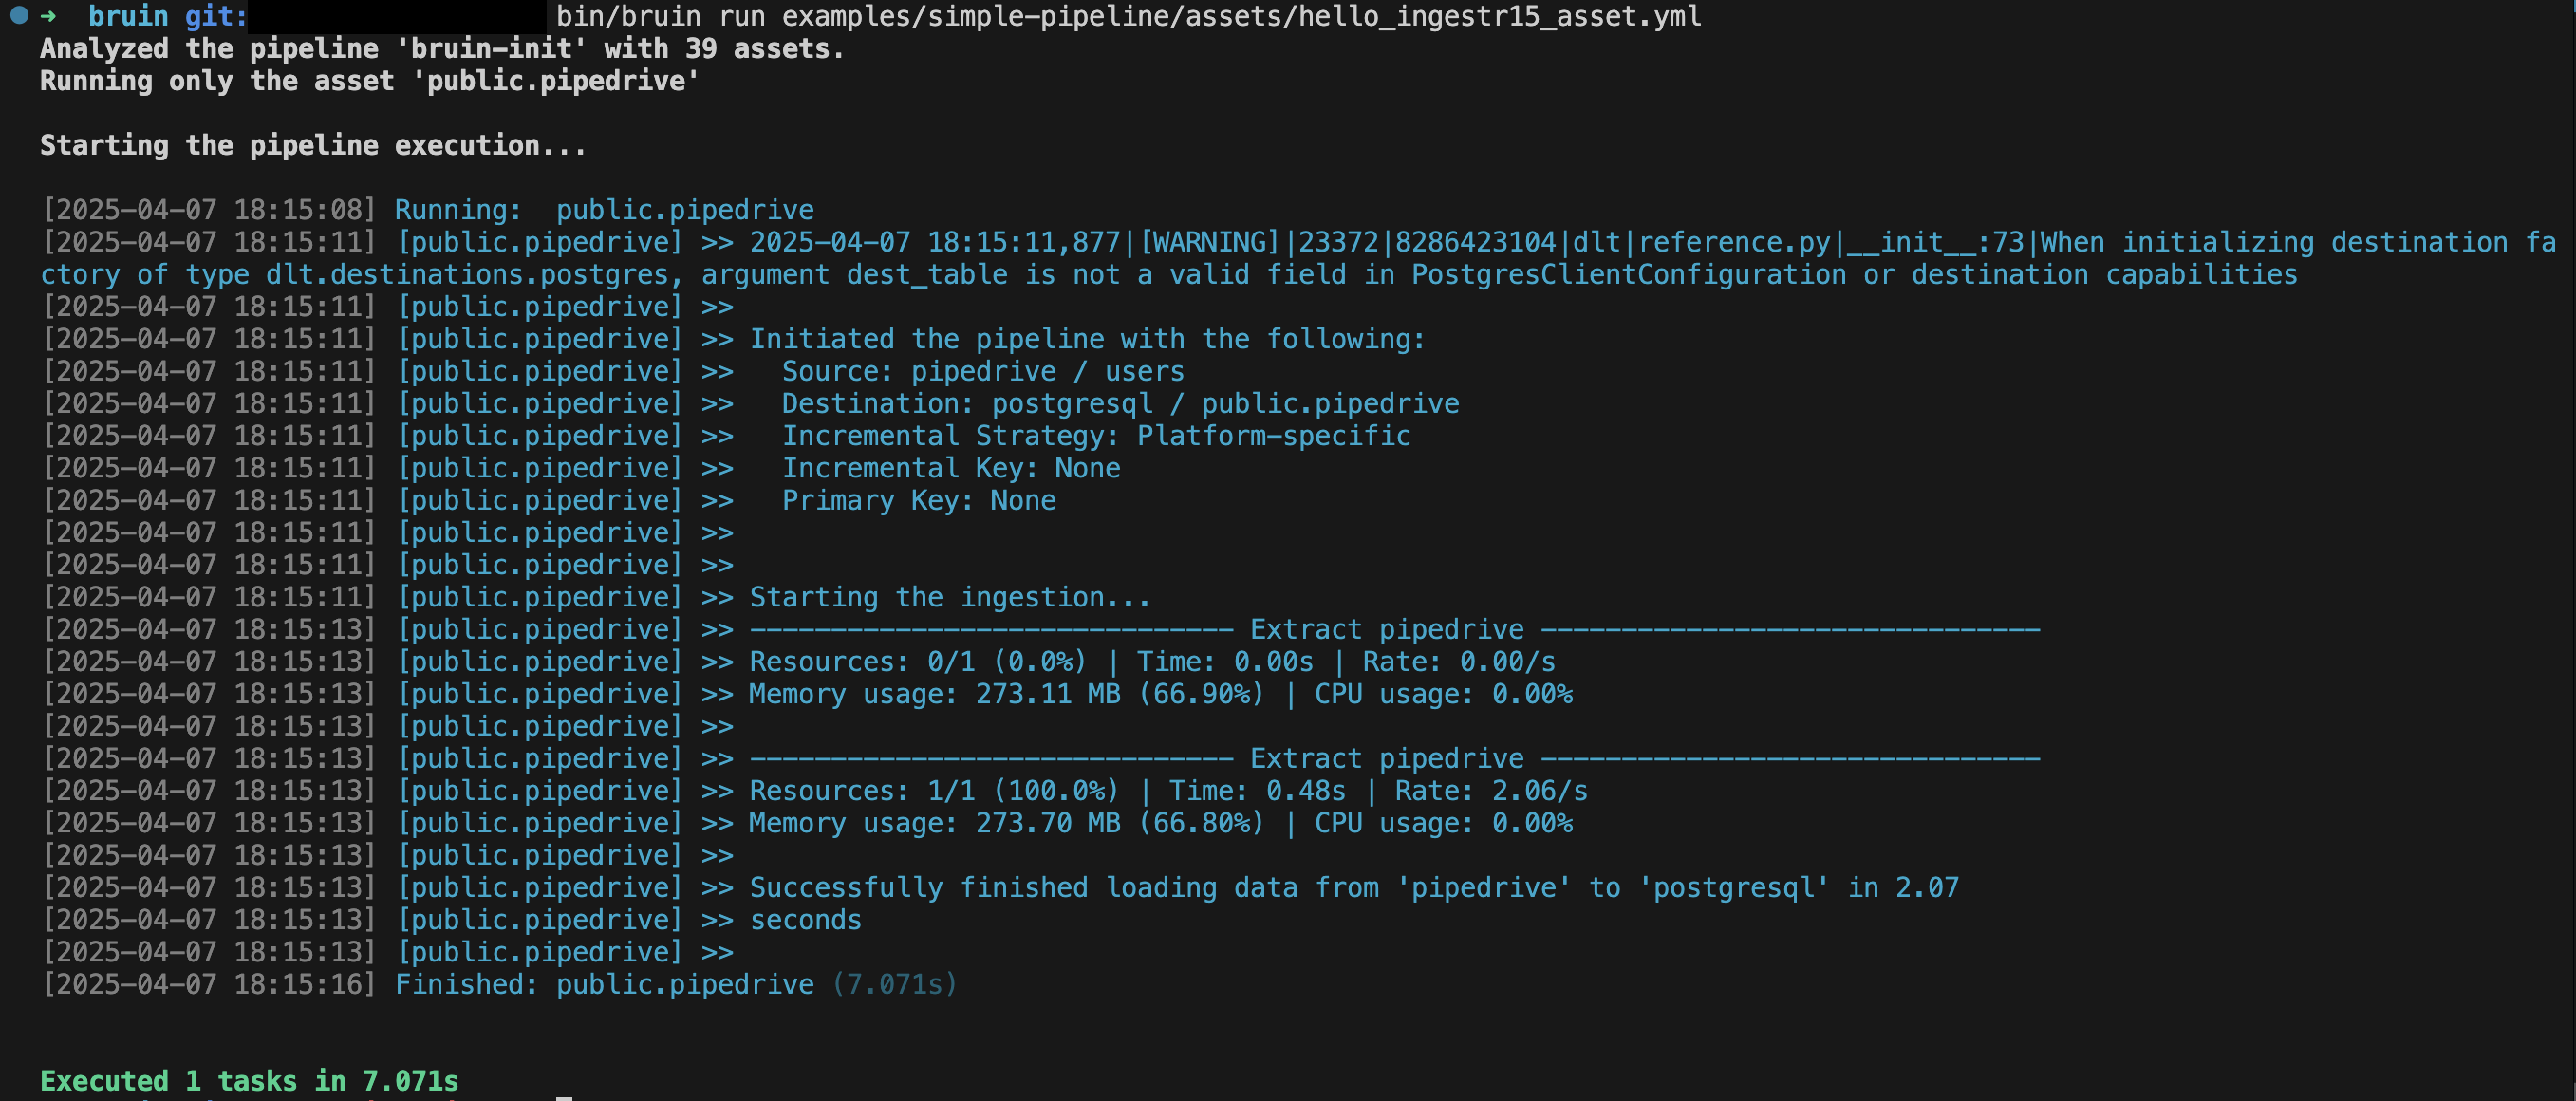 ➜ bruin git: bin/bruin run examples/simple-pipeline/assets/hello_ingestr15_asset.yml
Analyzed the pipeline 'bruin-init' with 39 assets.
Running only the asset 'public.pipedrive'
Starting the pipeline execution...
[2025-04-07 18:15:08] Running:  public.pipedrive
[2025-04-07 18:15:11] [public.pipedrive] >> 2025-04-07 18:15:11,877|[WARNING]|23372|8286423104|dlt|reference.py|__init__:73|When initializing destination fa
ctory of type dlt.destinations.postgres, argument dest_table is not a valid field in PostgresClientConfiguration or destination capabilities
[2025-04-07 18:15:11] [public.pipedrive] >>
[2025-04-07 18:15:11] [public.pipedrive] >> Initiated the pipeline with the following:
[2025-04-07 18:15:11] [public.pipedrive] >>   Source: pipedrive / users
[2025-04-07 18:15:11] [public.pipedrive] >>   Destination: postgresql / public.pipedrive
[2025-04-07 18:15:11] [public.pipedrive] >>   Incremental Strategy: Platform-specific
[2025-04-07 18:15:11] [public.pipedrive] >>   Incremental Key: None
[2025-04-07 18:15:11] [public.pipedrive] >>   Primary Key: None
[2025-04-07 18:15:11] [public.pipedrive] >>
[2025-04-07 18:15:11] [public.pipedrive] >>
[2025-04-07 18:15:11] [public.pipedrive] >> Starting the ingestion...
[2025-04-07 18:15:13] [public.pipedrive] >> ------------------------------ Extract pipedrive -------------------------------
[2025-04-07 18:15:13] [public.pipedrive] >> Resources: 0/1 (0.0%) | Time: 0.00s | Rate: 0.00/s
[2025-04-07 18:15:13] [public.pipedrive] >> Memory usage: 273.11 MB (66.90%) | CPU usage: 0.00%
[2025-04-07 18:15:13] [public.pipedrive] >>
[2025-04-07 18:15:13] [public.pipedrive] >> ------------------------------ Extract pipedrive -------------------------------
[2025-04-07 18:15:13] [public.pipedrive] >> Resources: 1/1 (100.0%) | Time: 0.48s | Rate: 2.06/s
[2025-04-07 18:15:13] [public.pipedrive] >> Memory usage: 273.70 MB (66.80%) | CPU usage: 0.00%
[2025-04-07 18:15:13] [public.pipedrive] >>
[2025-04-07 18:15:13] [public.pipedrive] >> Successfully finished loading data from 'pipedrive' to 'postgresql' in 2.07
[2025-04-07 18:15:13] [public.pipedrive] >> seconds
[2025-04-07 18:15:13] [public.pipedrive] >>
[2025-04-07 18:15:16] Finished: public.pipedrive (7.071s)
Executed 1 tasks in 7.071s